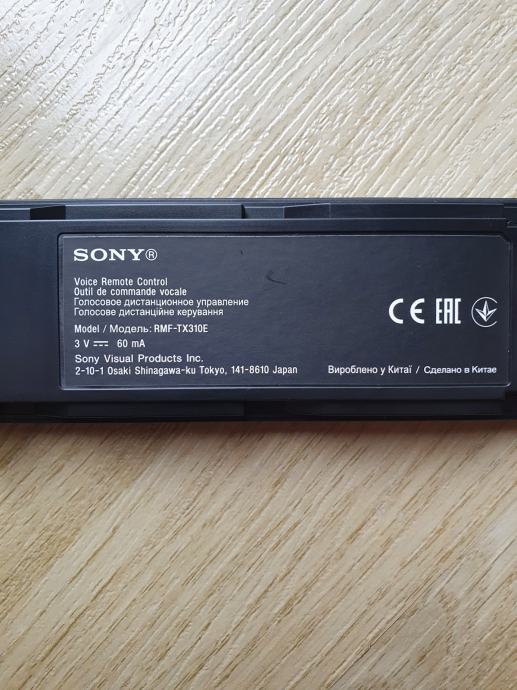 SONY®
Voice Remote Control
Outil de commande vocale
Голосовое дистанционное управление
Голосове дистанційне керування
Model / Модель: RMF-TX310E
3 V ⎓ 60 mA
Sony Visual Products Inc.
2-10-1 Osaki Shinagawa-ku Tokyo, 141-8610 Japan
CE EAC
Вироблено у Китаї / Сделано в Китае